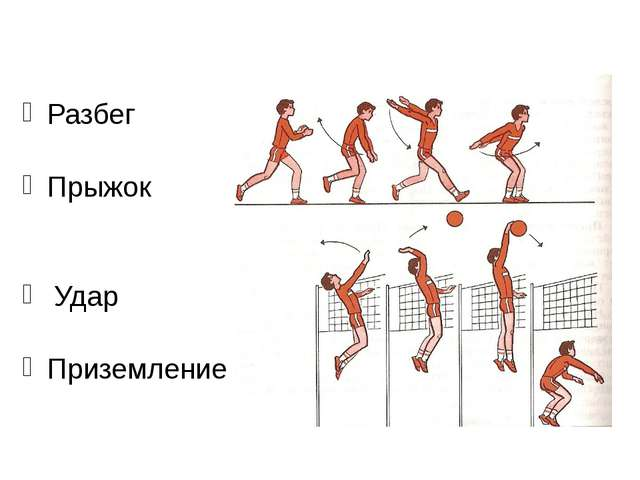 Разбег
Прыжок
Удар
Приземление